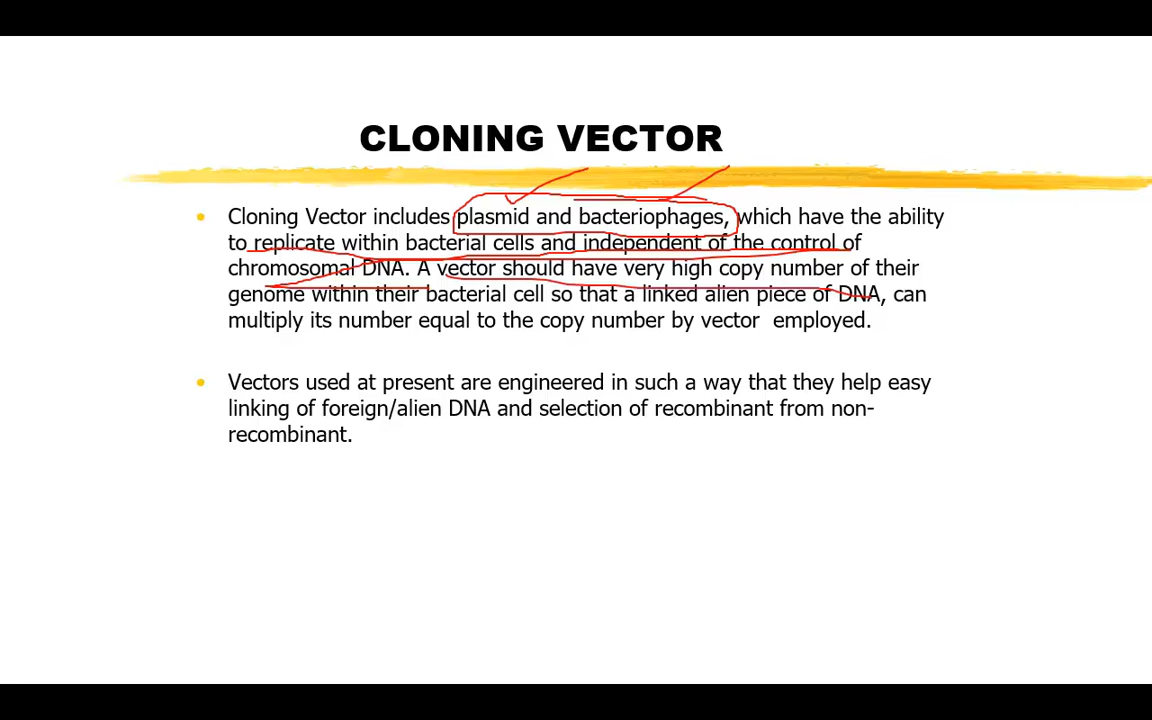 CLONING VECTOR
• Cloning Vector includes plasmid and bacteriophages, which have the ability
to replicate within bacterial cells and independent of the control of
chromosomal DNA. A vector should have very high copy number of their
genome within their bacterial cell so that a linked alien piece of DNA, can
multiply its number equal to the copy number by vector employed.
• Vectors used at present are engineered in such a way that they help easy
linking of foreign/alien DNA and selection of recombinant from non-
recombinant.